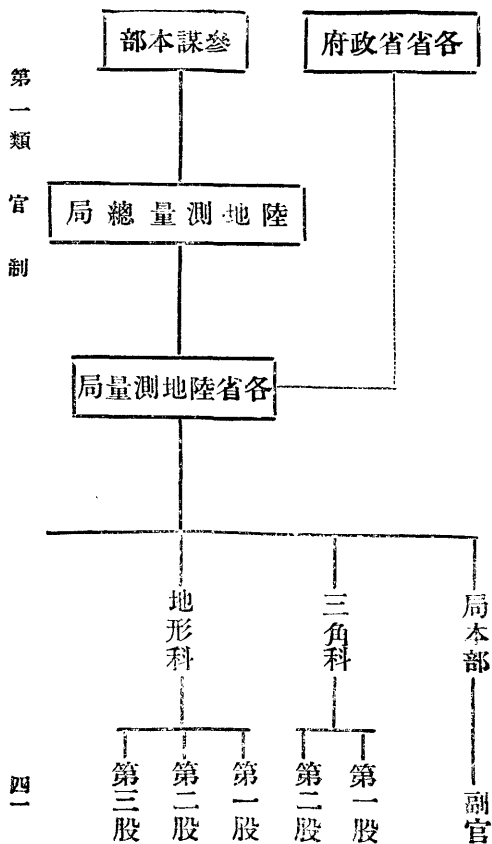 各省省政府
參謀本部
陸地測量總局
各省陸地測量局
局本部
副官
三角科
第一股
第二股
地形科
第一股
第二股
第三股
第一類 官制
四一